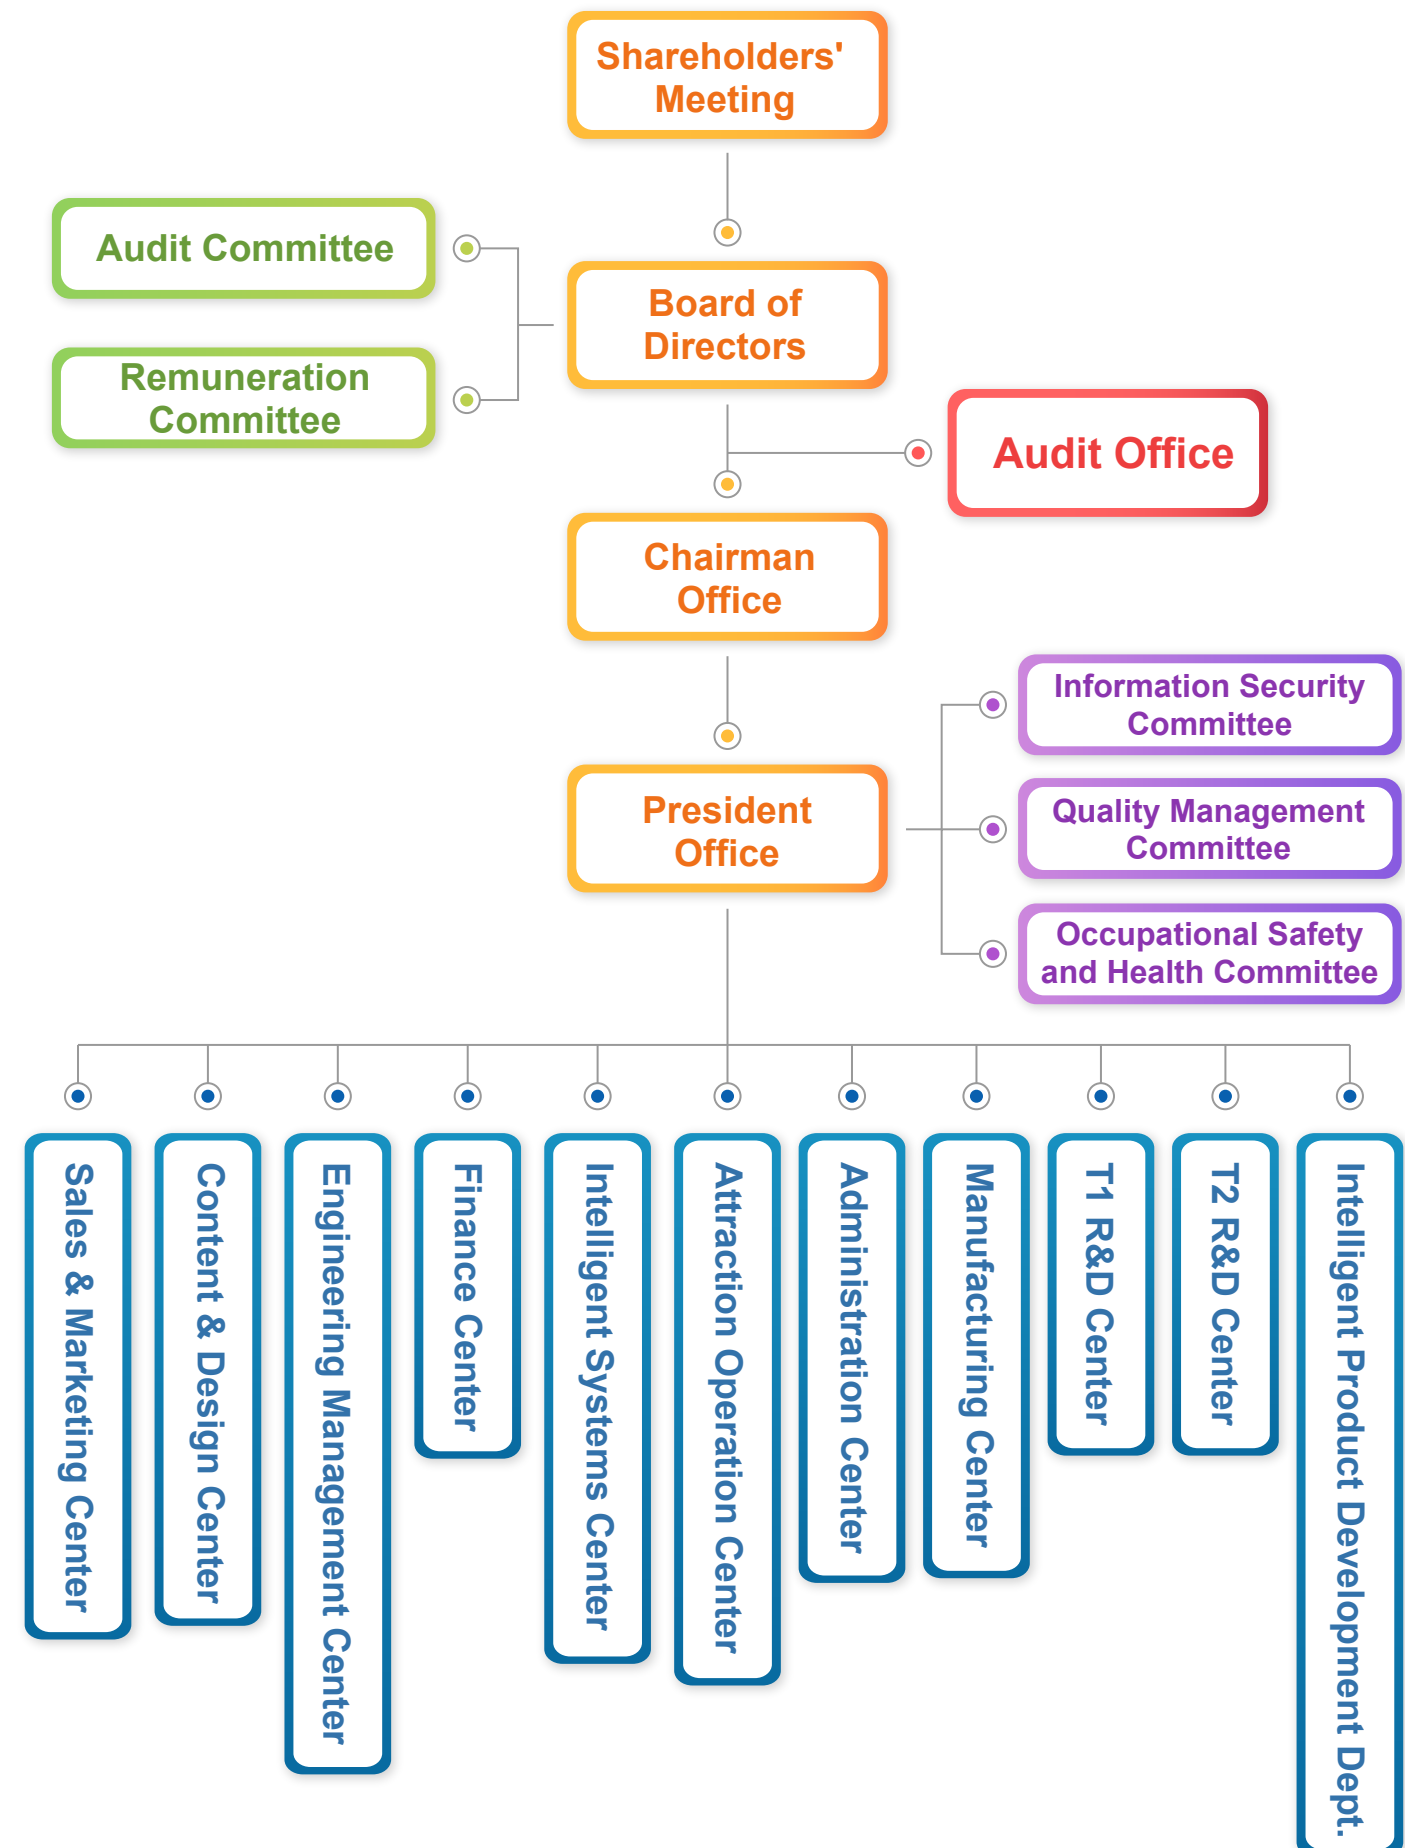 Shareholders'
Meeting
Audit Committee
Board of
Directors
Remuneration
Committee
Audit Office
Chairman
Office
Information Security
Committee
President
Office
Quality Management
Committee
Occupational Safety
and Health Committee
Sales & Marketing Center
Content & Design Center
Engineering Management Center
Finance Center
Intelligent Systems Center
Attraction Operation Center
Administration Center
Manufacturing Center
T1 R&D Center
T2 R&D Center
Intelligent Product Development Dept.